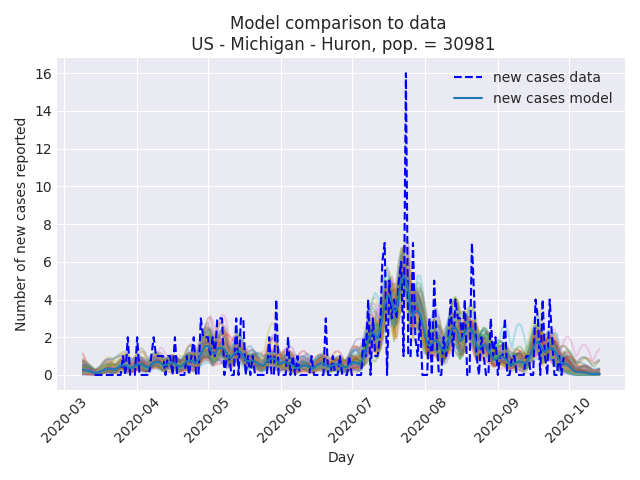 Model comparison to data
US - Michigan - Huron, pop. = 30981
new cases data
new cases model
Number of new cases reported
16
14
12
10
8
6
4
2
0
2020-03
2020-04
2020-05
2020-06
2020-07
2020-08
2020-09
2020-10
Day